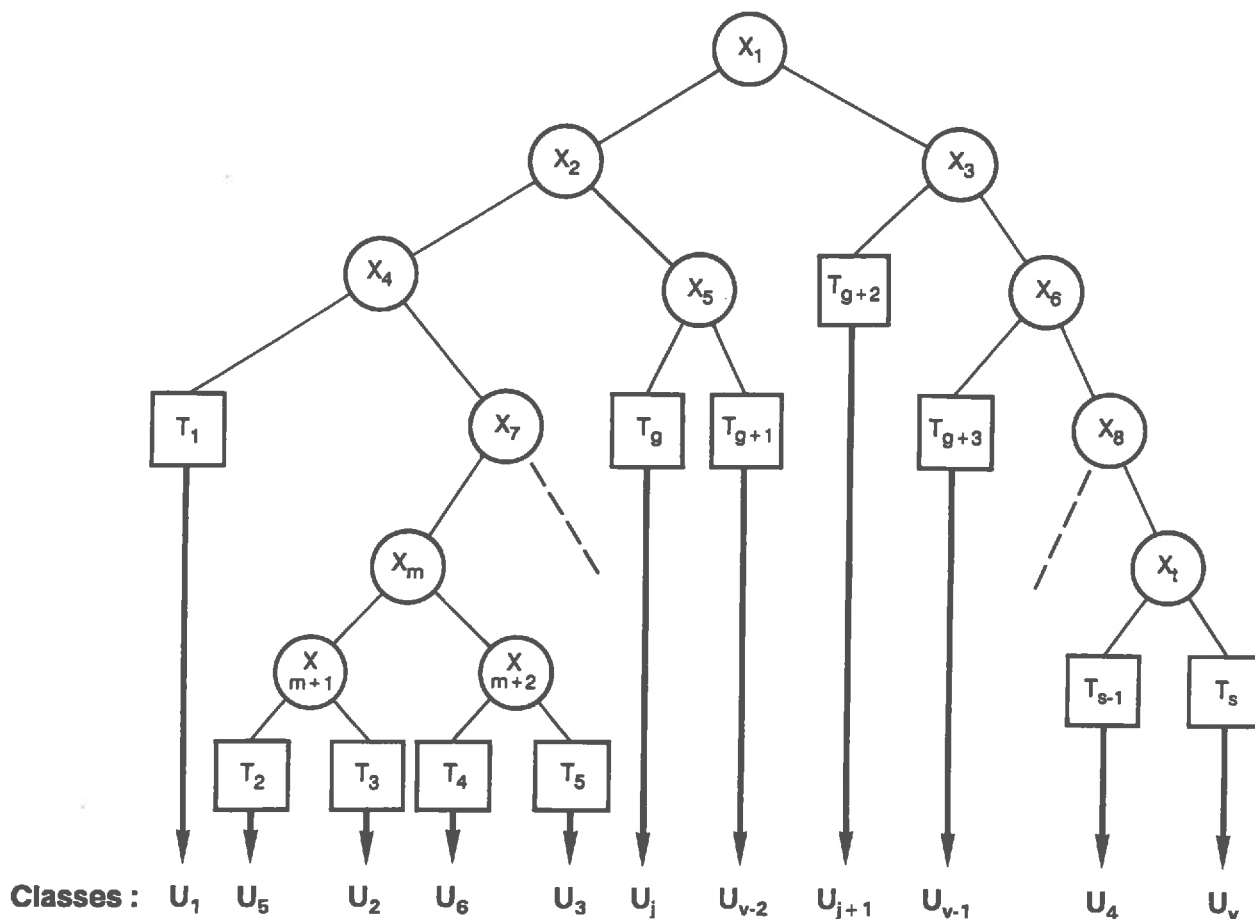 X1
X2
X3
X4
X5
Tg+2
X6
T1
X7
Tg
Tg+1
Tg+3
X8
Xm
Xt
X m+1
X m+2
Ts-1
Ts
T2
T3
T4
T5
Classes : U1 U5 U2 U6 U3 Uj Uv-2 Uj+1 Uv-1 U4 Uv